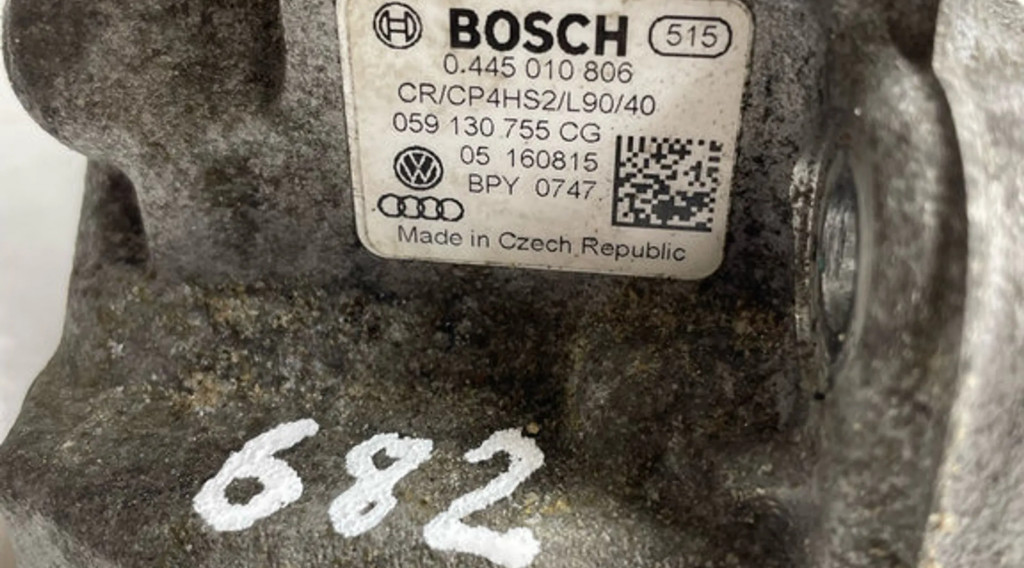 BOSCH 515
0.445 010 806
CR/CP4HS2/L90/40
059 130 755 CG
05 160815
BPY 0747
Made in Czech Republic
682